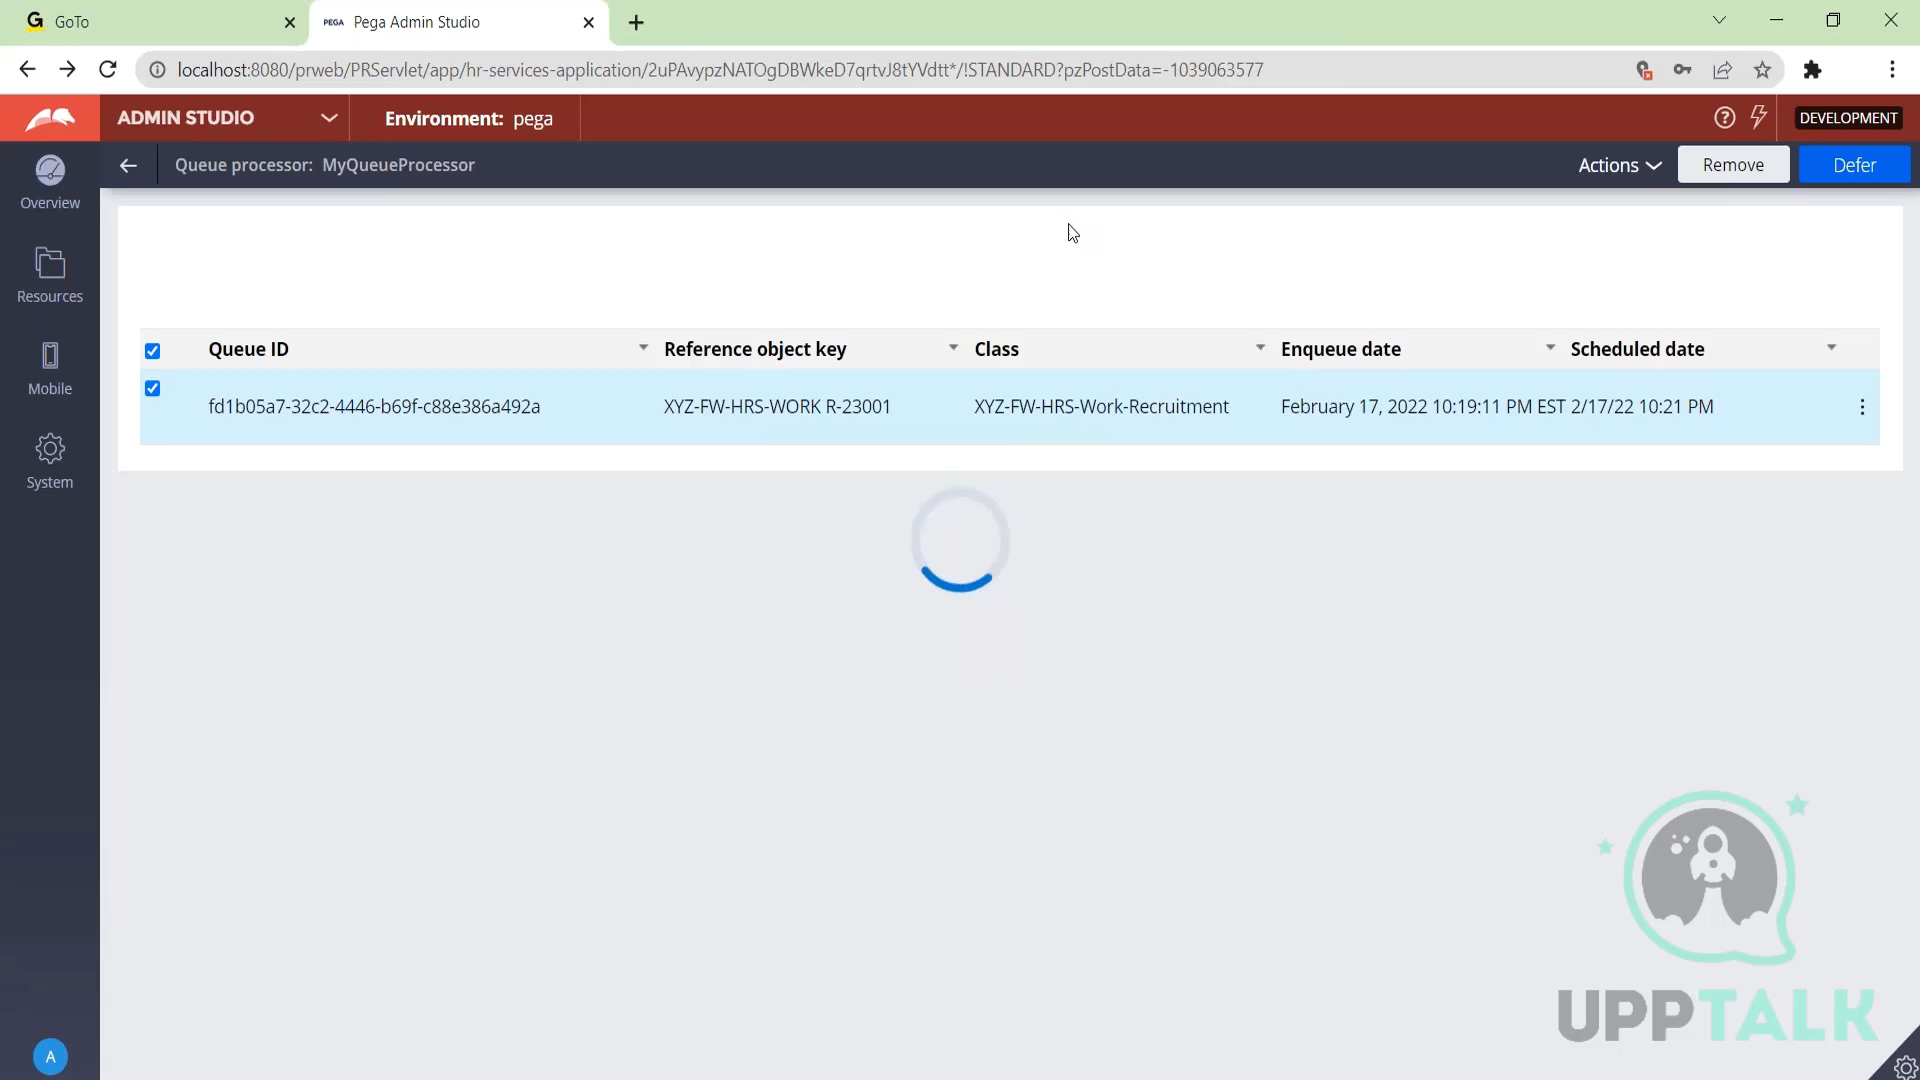 G GoTo
PEGA Pega Admin Studio
localhost:8080/prweb/PRServlet/app/hr-services-application/2uPAvypzNATOgDBWkeD7qrtvJ8tYVdtt*/!STANDARD?pzPostData=-1039063577
ADMIN STUDIO Environment: pega DEVELOPMENT
Queue processor: MyQueueProcessor Actions Remove Defer
Overview
Resources
Mobile
System
Queue ID Reference object key Class Enqueue date Scheduled date
fd1b05a7-32c2-4446-b69f-c88e386a492a XYZ-FW-HRS-WORK R-23001 XYZ-FW-HRS-Work-Recruitment February 17, 2022 10:19:11 PM EST 2/17/22 10:21 PM
UPPTALK
A